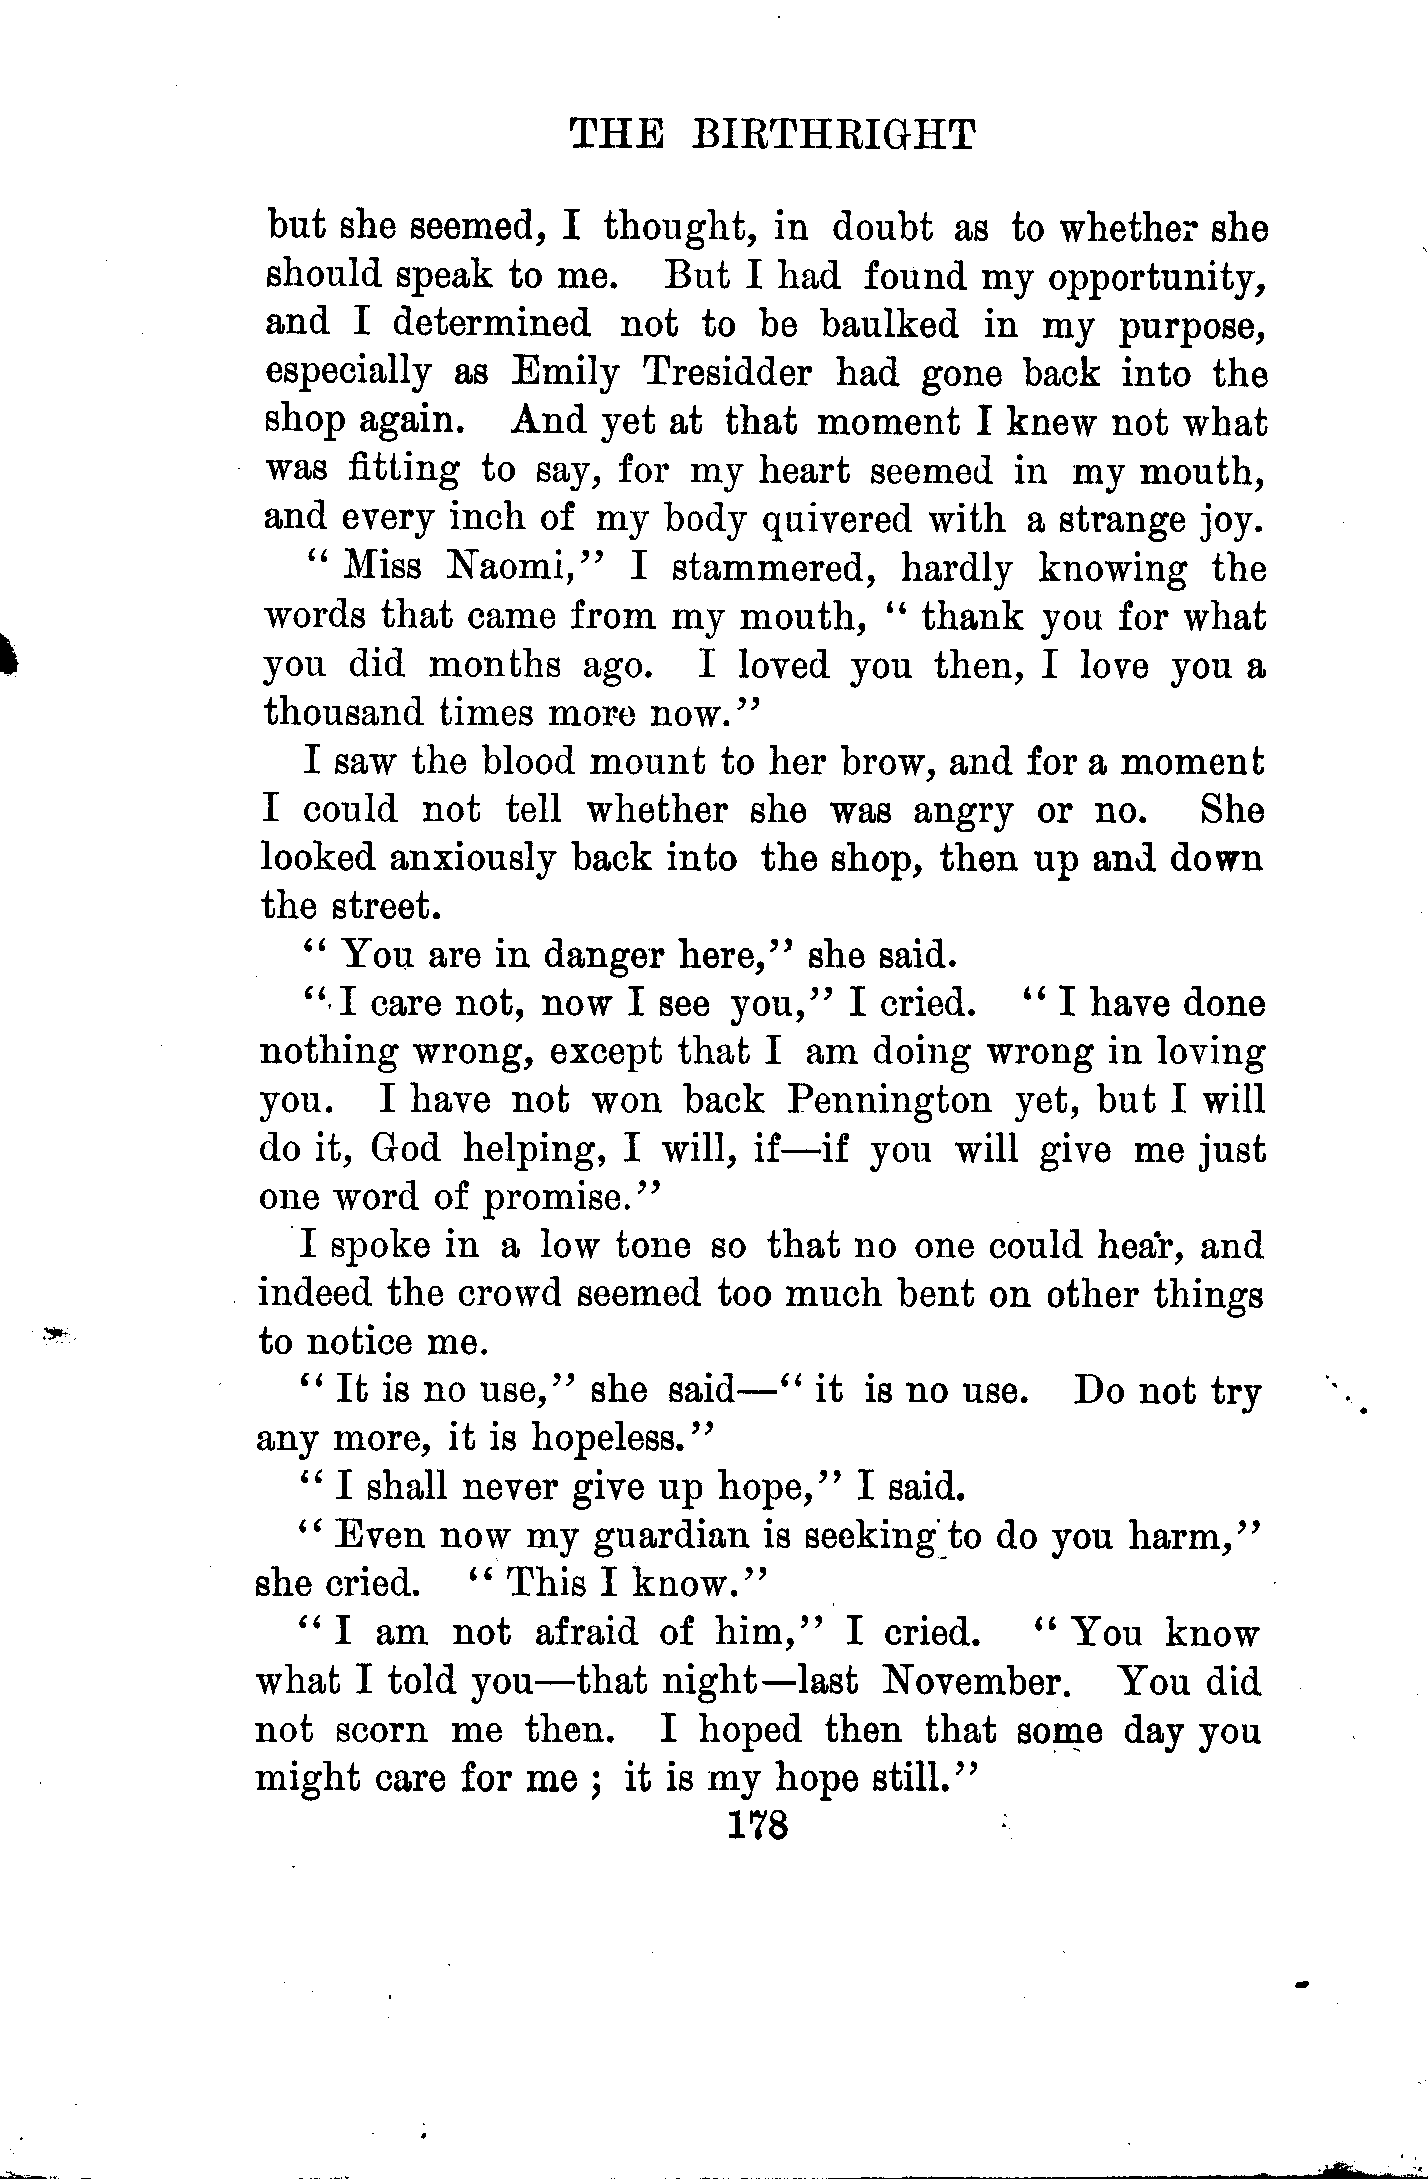 THE BIRTHRIGHT
but she seemed, I thought, in doubt as to whether she
should speak to me. But I had found my opportunity,
and I determined not to be baulked in my purpose,
especially as Emily Tresidder had gone back into the
shop again. And yet at that moment I knew not what
was fitting to say, for my heart seemed in my mouth,
and every inch of my body quivered with a strange joy.
“ Miss Naomi,” I stammered, hardly knowing the
words that came from my mouth, “ thank you for what
you did months ago. I loved you then, I love you a
thousand times more now.”
I saw the blood mount to her brow, and for a moment
I could not tell whether she was angry or no. She
looked anxiously back into the shop, then up and down
the street.
“ You are in danger here,” she said.
“ I care not, now I see you,” I cried. “ I have done
nothing wrong, except that I am doing wrong in loving
you. I have not won back Pennington yet, but I will
do it, God helping, I will, if—if you will give me just
one word of promise.”
I spoke in a low tone so that no one could hear, and
indeed the crowd seemed too much bent on other things
to notice me.
“ It is no use,” she said—“ it is no use. Do not try
any more, it is hopeless.”
“ I shall never give up hope,” I said.
“ Even now my guardian is seeking to do you harm,”
she cried. “ This I know.”
“ I am not afraid of him,” I cried. “ You know
what I told you—that night—last November. You did
not scorn me then. I hoped then that some day you
might care for me ; it is my hope still.”
178